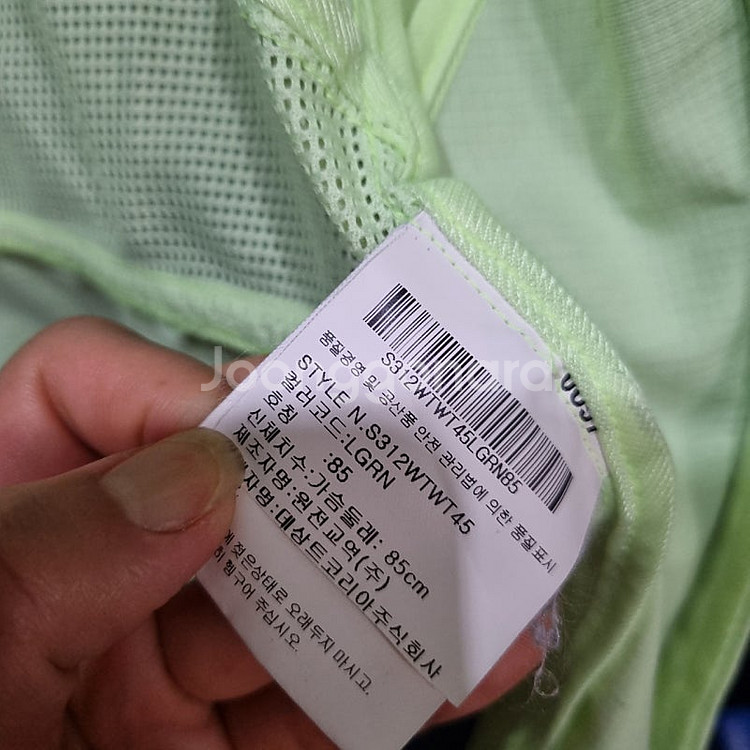 S312WTWT45LGRN85
품질경영 및 공산품 안전 관리법에 의한 품질표시
STYLE N.S312WTWT45
컬러코드:LGRN
호칭 :85
신체치수:가슴둘레: 85cm
제조자명:원전교역(주)
자명:데상트코리아주식회사
젖은상태로 오래 두지 마시고,
헹구어 주십시오.
Joonggonara